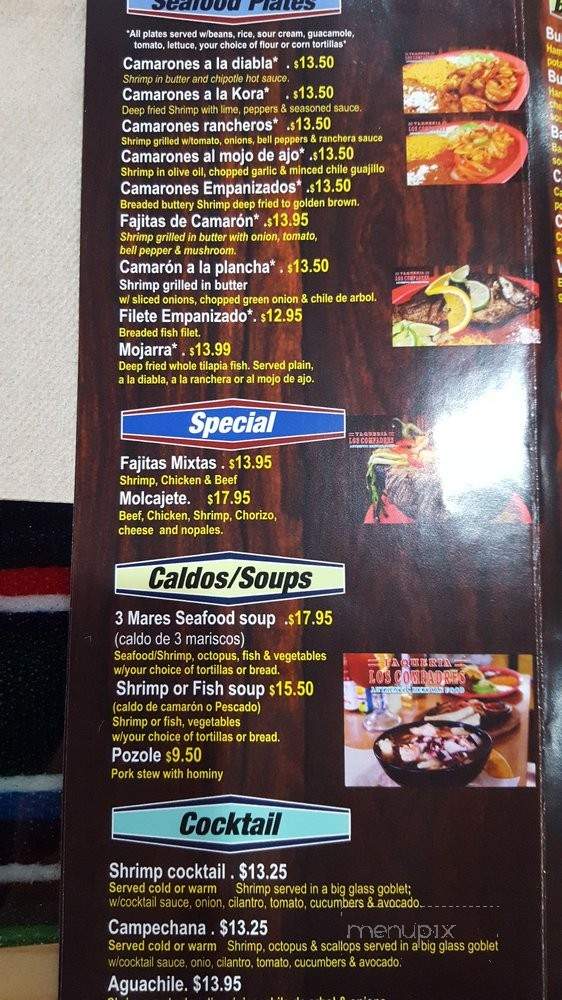 Seafood Plates
*All plates served w/beans, rice, sour cream, guacamole,
tomato, lettuce, your choice of flour or corn tortillas*
Camarones a la diabla* . $13.50
Shrimp in butter and chipotle hot sauce.
Camarones a la Kora* . $13.50
Deep fried Shrimp with lime, peppers & seasoned sauce.
Camarones rancheros* .$13.50
Shrimp grilled w/tomato, onions, bell peppers & ranchera sauce
Camarones al mojo de ajo* .$13.50
Shrimp in olive oil, chopped garlic & minced chile guajillo
Camarones Empanizados* .$13.50
Breaded buttery Shrimp deep fried to golden brown.
Fajitas de Camarón* .$13.95
Shrimp grilled in butter with onion, tomato,
bell pepper & mushroom.
Camarón a la plancha* . $13.50
Shrimp grilled in butter
w/ sliced onions, chopped green onion & chile de arbol.
Filete Empanizado*. $12.95
Breaded fish filet.
Mojarra* . $13.99
Deep fried whole tilapia fish. Served plain,
a la diabla, a la ranchera or al mojo de ajo.
Special
Fajitas Mixtas . $13.95
Shrimp, Chicken & Beef
Molcajete. $17.95
Beef, Chicken, Shrimp, Chorizo,
cheese and nopales.
TAQUERIA
LOS COMPADRES
Caldos/Soups
3 Mares Seafood soup .$17.95
(caldo de 3 mariscos)
Seafood/Shrimp, octopus, fish & vegetables
w/your choice of tortillas or bread.
Shrimp or Fish soup $15.50
(caldo de camarón o Pescado)
Shrimp or fish, vegetables
w/your choice of tortillas or bread.
Pozole $9.50
Pork stew with hominy
TAQUERIA
LOS COMPADRES
AUTHENTIC MEXICAN FOOD
Cocktail
Shrimp cocktail . $13.25
Served cold or warm Shrimp served in a big glass goblet;
w/cocktail sauce, onion, cilantro, tomato, cucumbers & avocado.
Campechana . $13.25
Served cold or warm Shrimp, octopus & scallops served in a big glass goblet
w/cocktail sauce, onio, cilantro, tomato, cucumbers & avocado.
menupix
Aguachile. $13.95